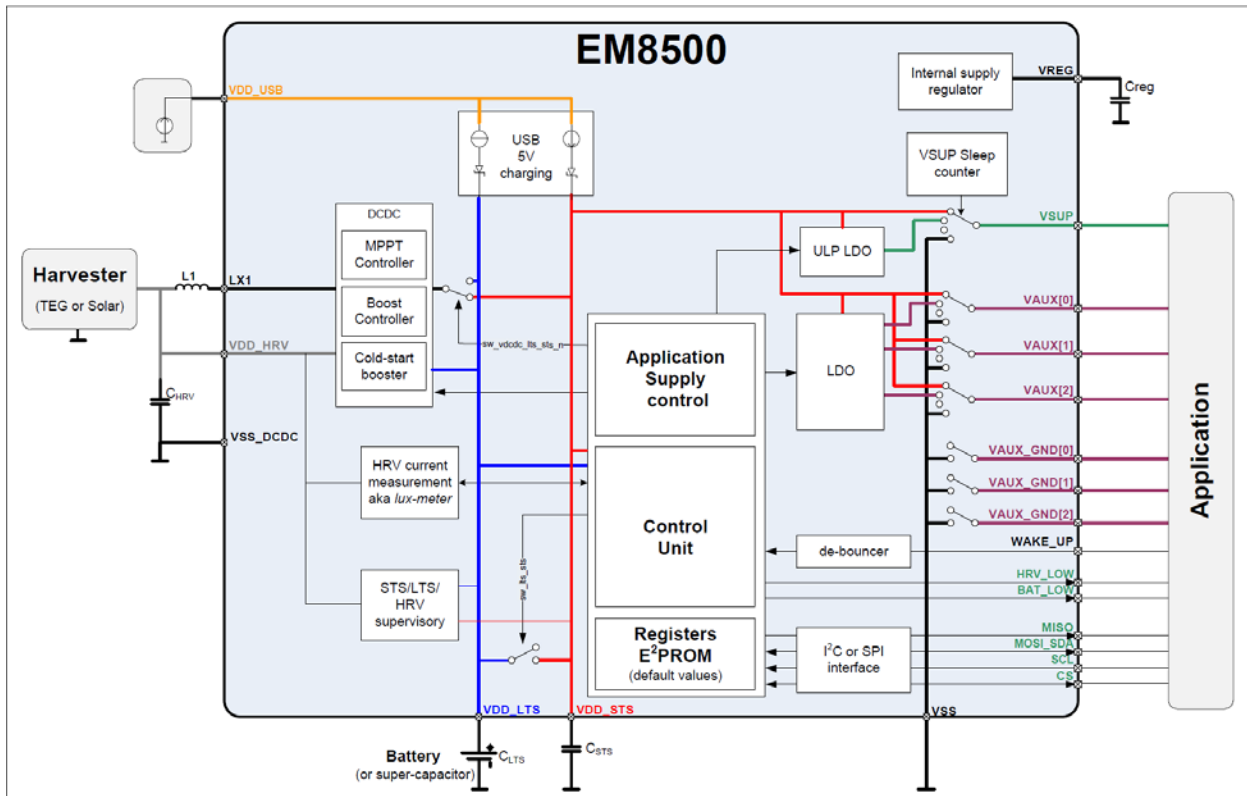 EM8500
VDD_USB
Internal supply
regulator
VREG
Creg
USB
5V
charging
VSUP Sleep
counter
VSUP
DCDC
MPPT
Controller
Boost
Controller
Cold-start
booster
Harvester
(TEG or Solar)
L1
LX1
VDD_HRV
CHRV
VSS_DCDC
sw_vdcdc_lts_sts_n
ULP LDO
LDO
VAUX[0]
VAUX[1]
VAUX[2]
Application
Supply
control
HRV current
measurement
aka lux-meter
Control
Unit
VAUX_GND[0]
VAUX_GND[1]
VAUX_GND[2]
Application
sw_lts_sts
de-bouncer
WAKE_UP
HRV_LOW
BAT_LOW
STS/LTS/
HRV
supervisory
Registers
E2PROM
(default values)
I2C or SPI
interface
MISO
MOSI_SDA
SCL
CS
VDD_LTS
VDD_STS
VSS
Battery
(or super-capacitor)
+
CLTS
CSTS